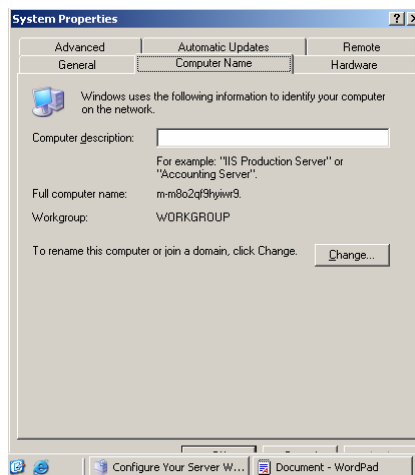 System Properties
Advanced Automatic Updates Remote
General Computer Name Hardware
Windows uses the following information to identify your computer
on the network.
Computer description:
For example: "IIS Production Server" or
"Accounting Server".
Full computer name: m-m8o2qf9hyiwr9.
Workgroup: WORKGROUP
To rename this computer or join a domain, click Change. Change...
Configure Your Server W... Document - WordPad